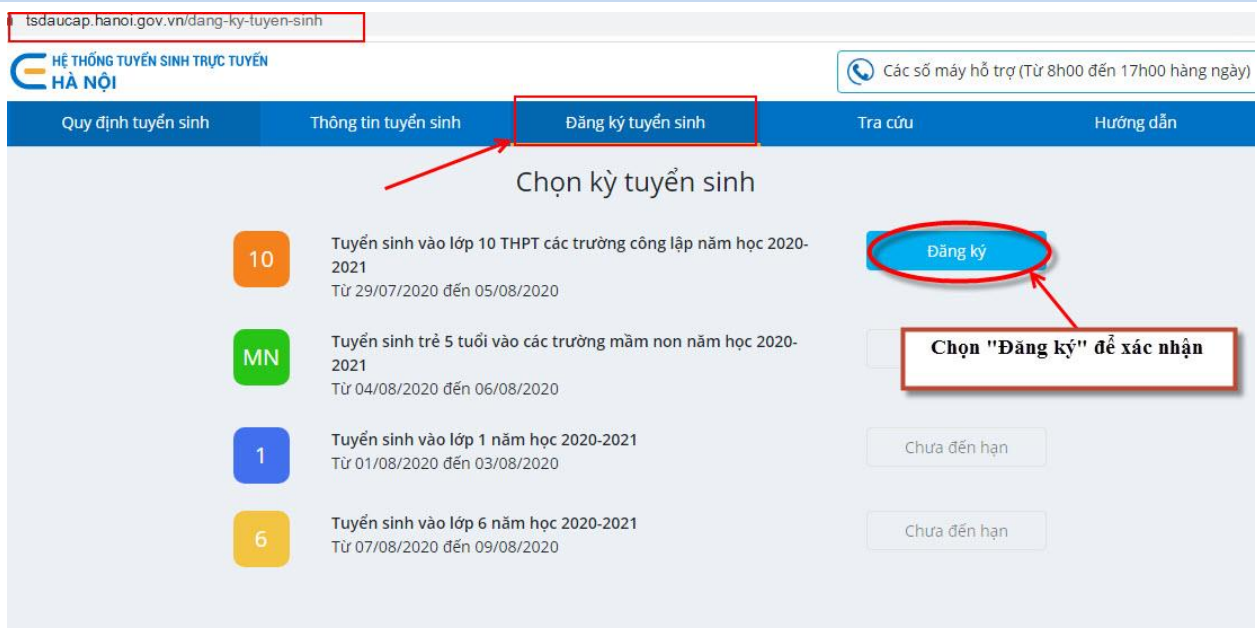 tsdaucap.hanoi.gov.vn/dang-ky-tuyen-sinh
HỆ THỐNG TUYỂN SINH TRỰC TUYẾN
HÀ NỘI
Các số máy hỗ trợ (Từ 8h00 đến 17h00 hàng ngày)
Quy định tuyển sinh Thông tin tuyển sinh Đăng ký tuyển sinh Tra cứu Hướng dẫn
Chọn kỳ tuyển sinh
10
Tuyển sinh vào lớp 10 THPT các trường công lập năm học 2020-
2021
Từ 29/07/2020 đến 05/08/2020
Đăng ký
MN
Tuyển sinh trẻ 5 tuổi vào các trường mầm non năm học 2020-
2021
Từ 04/08/2020 đến 06/08/2020
Chọn "Đăng ký" để xác nhận
1
Tuyển sinh vào lớp 1 năm học 2020-2021
Từ 01/08/2020 đến 03/08/2020
Chưa đến hạn
6
Tuyển sinh vào lớp 6 năm học 2020-2021
Từ 07/08/2020 đến 09/08/2020
Chưa đến hạn